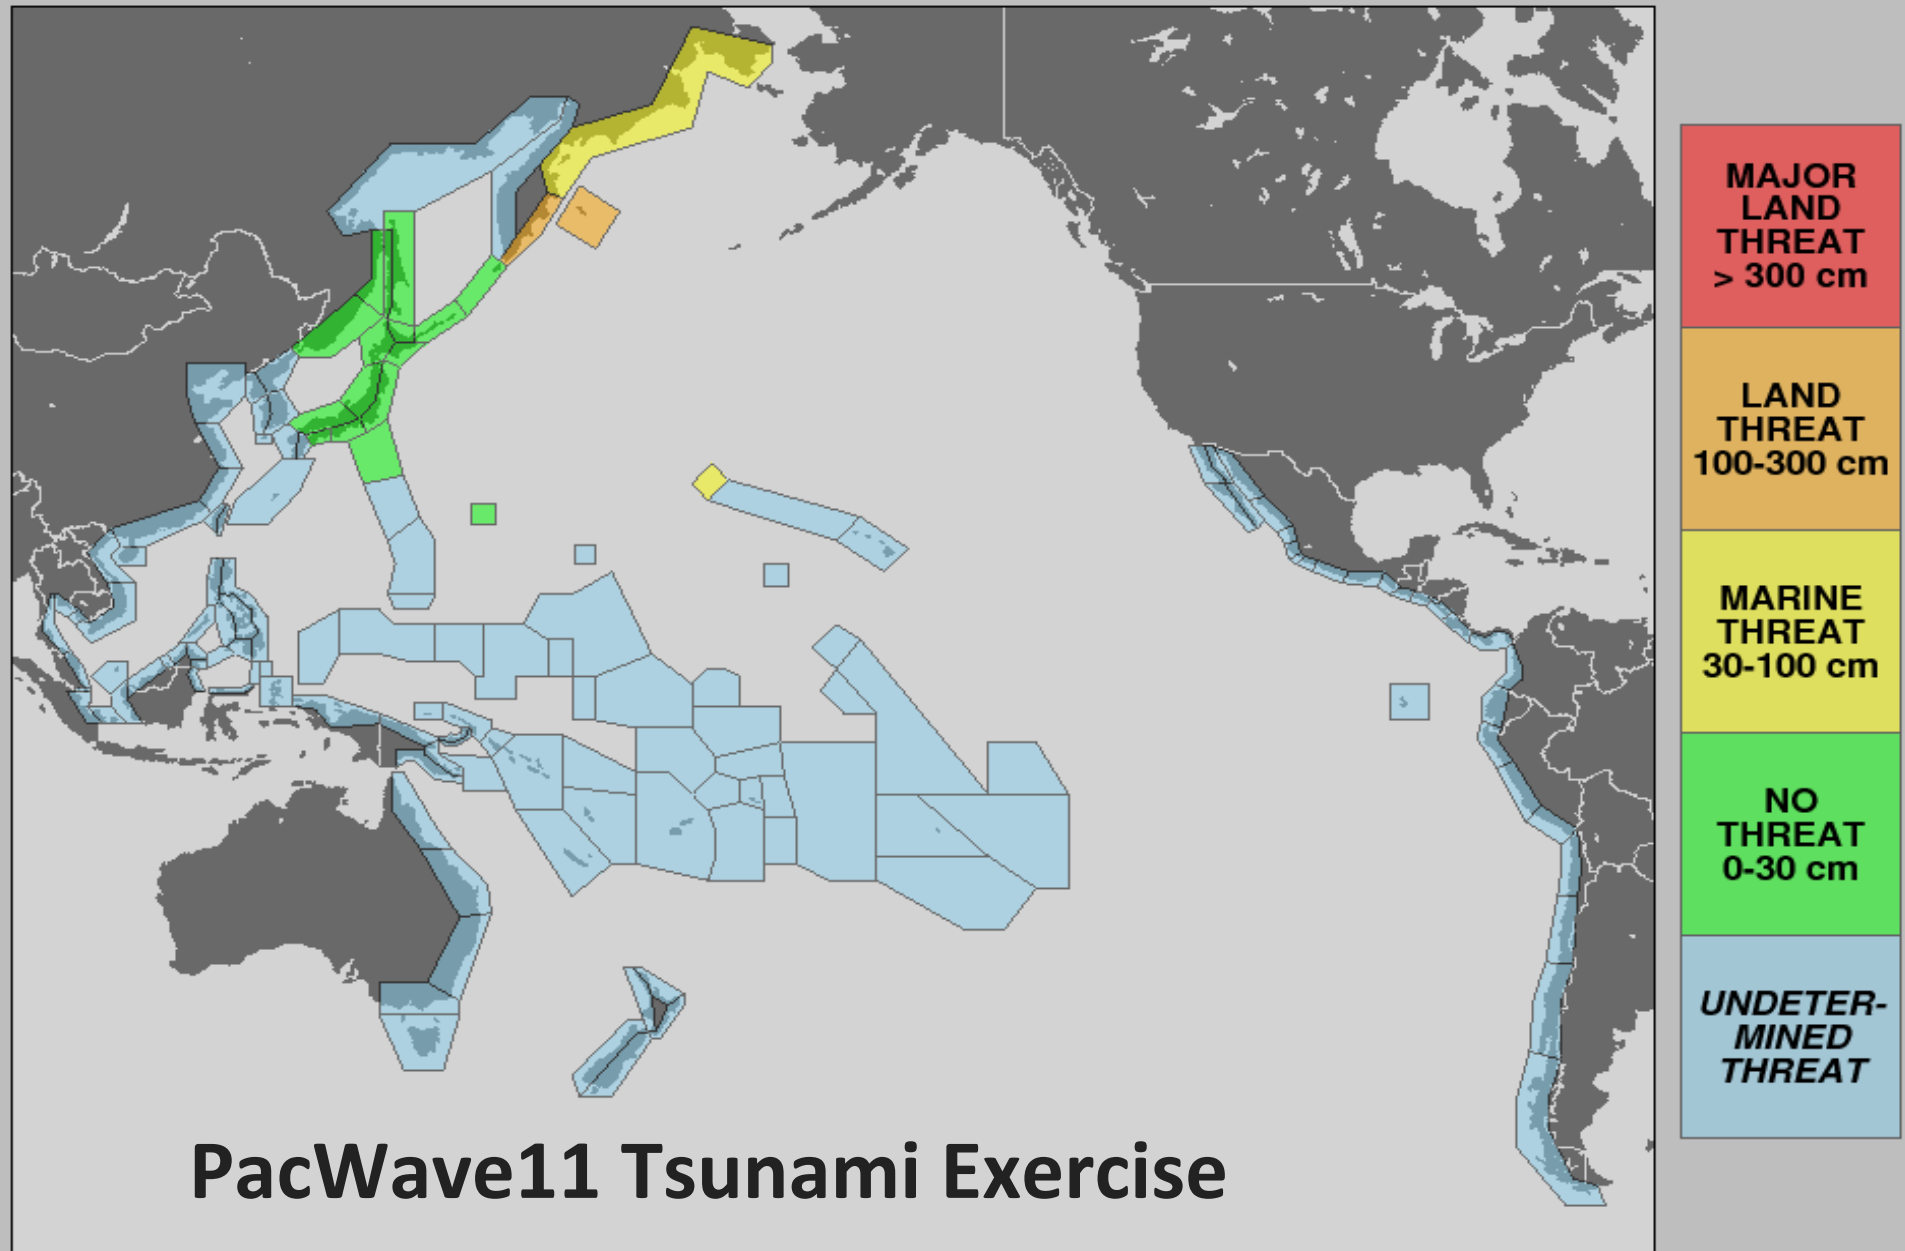 MAJOR
LAND
THREAT
> 300 cm
LAND
THREAT
100-300 cm
MARINE
THREAT
30-100 cm
NO
THREAT
0-30 cm
UNDETER-
MINED
THREAT
PacWave11 Tsunami Exercise